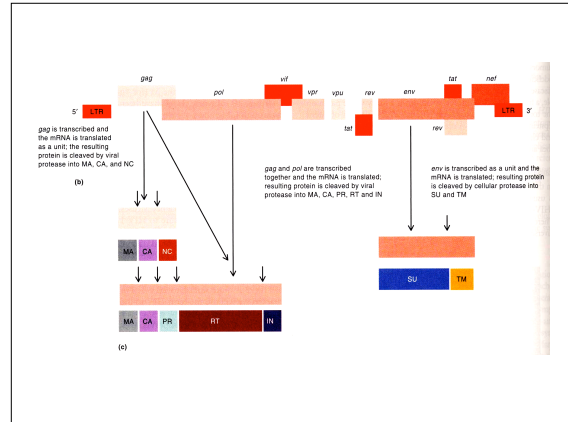 gag
pol
vif
vpr
vpu
rev
env
tat
nef
5'
LTR
LTR
3'
tat
rev
gag is transcribed and
the mRNA is translated
as a unit; the resulting
protein is cleaved by viral
protease into MA, CA, and NC
(b)
gag and pol are transcribed
together and the mRNA is translated;
resulting protein is cleaved by viral
protease into MA, CA, PR, RT and IN
env is transcribed as a unit and the
mRNA is translated; resulting protein
is cleaved by cellular protease into
SU and TM
MA CA NC
SU TM
MA CA PR RT IN
(c)